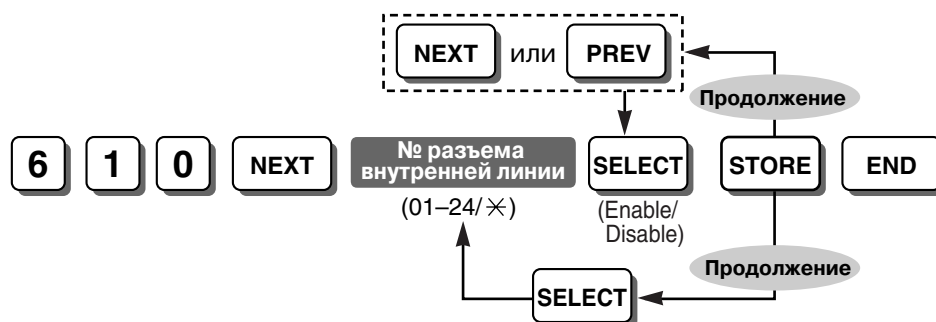 NEXT или PREV
Продолжение
6 1 0 NEXT № разъема внутренней линии SELECT STORE END
(01–24/✳) (Enable/
Disable)
Продолжение
SELECT